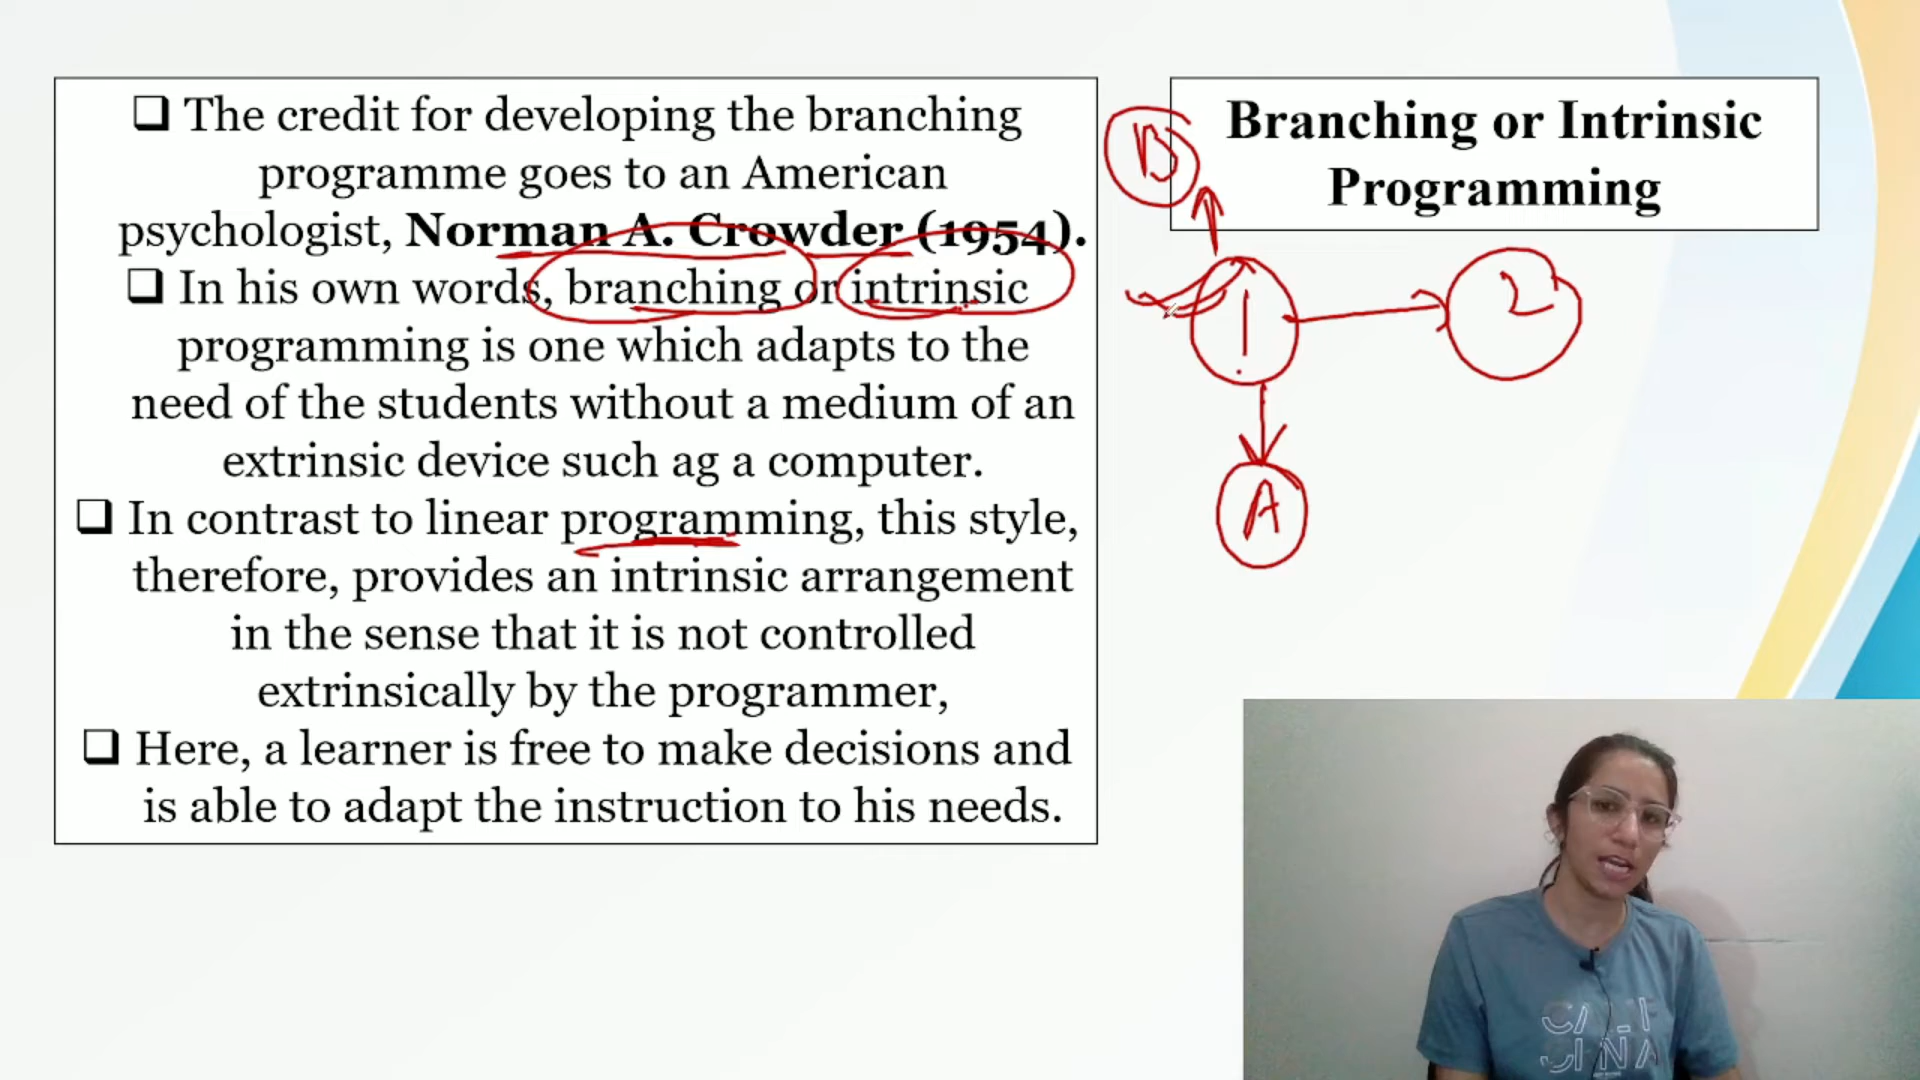 ❑ The credit for developing the branching
programme goes to an American
psychologist, Norman A. Crowder (1954).
❑ In his own words, branching or intrinsic
programming is one which adapts to the
need of the students without a medium of an
extrinsic device such ag a computer.
❑ In contrast to linear programming, this style,
therefore, provides an intrinsic arrangement
in the sense that it is not controlled
extrinsically by the programmer,
❑ Here, a learner is free to make decisions and
is able to adapt the instruction to his needs.
Branching or Intrinsic
Programming
B
1
2
A